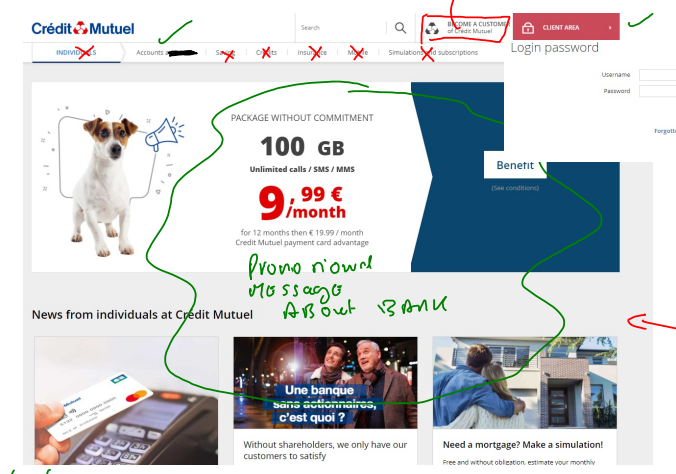 Crédit Mutuel
Search
BECOME A CUSTOMER
of Crédit Mutuel
CLIENT AREA
INDIVIDUALS
Accounts
Saving
Credits
Insurance
Mobile
Simulations and subscriptions
Login password
Username
Password
PACKAGE WITHOUT COMMITMENT
100 GB
Unlimited calls / SMS / MMS
9,99 €
/month
for 12 months then € 19.99 / month
Credit Mutuel payment card advantage
Benefit
(See conditions)
message
ABout BANK
News from individuals at Crédit Mutuel
Une banque
sans actionnaires,
c'est quoi ?
Without shareholders, we only have our
customers to satisfy
Need a mortgage? Make a simulation!
Free and without obligation, estimate your monthly